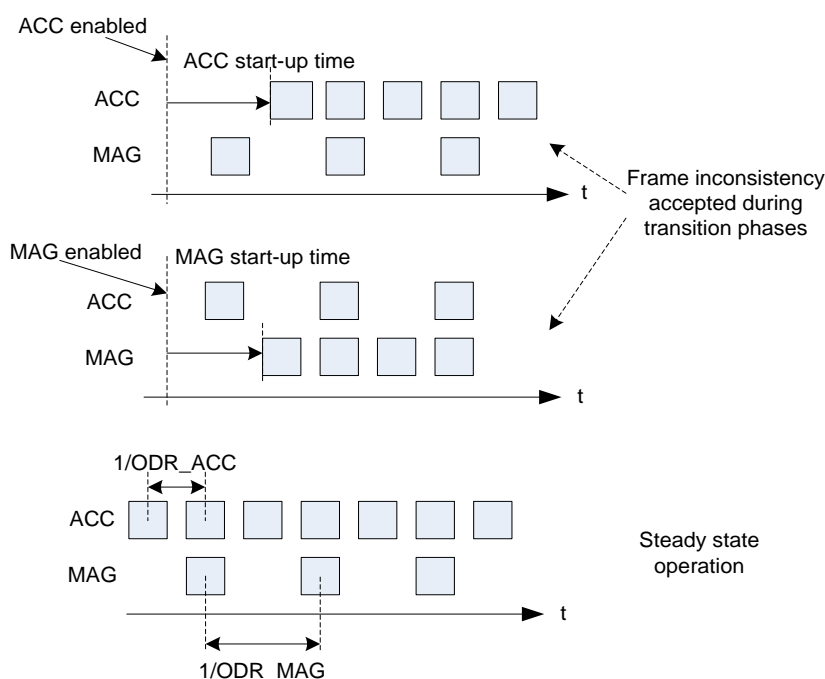 ACC enabled
ACC start-up time
ACC
MAG
t
Frame inconsistency
accepted during
transition phases
MAG enabled
MAG start-up time
ACC
MAG
t
1/ODR_ACC
ACC
MAG
t
Steady state
operation
1/ODR_MAG